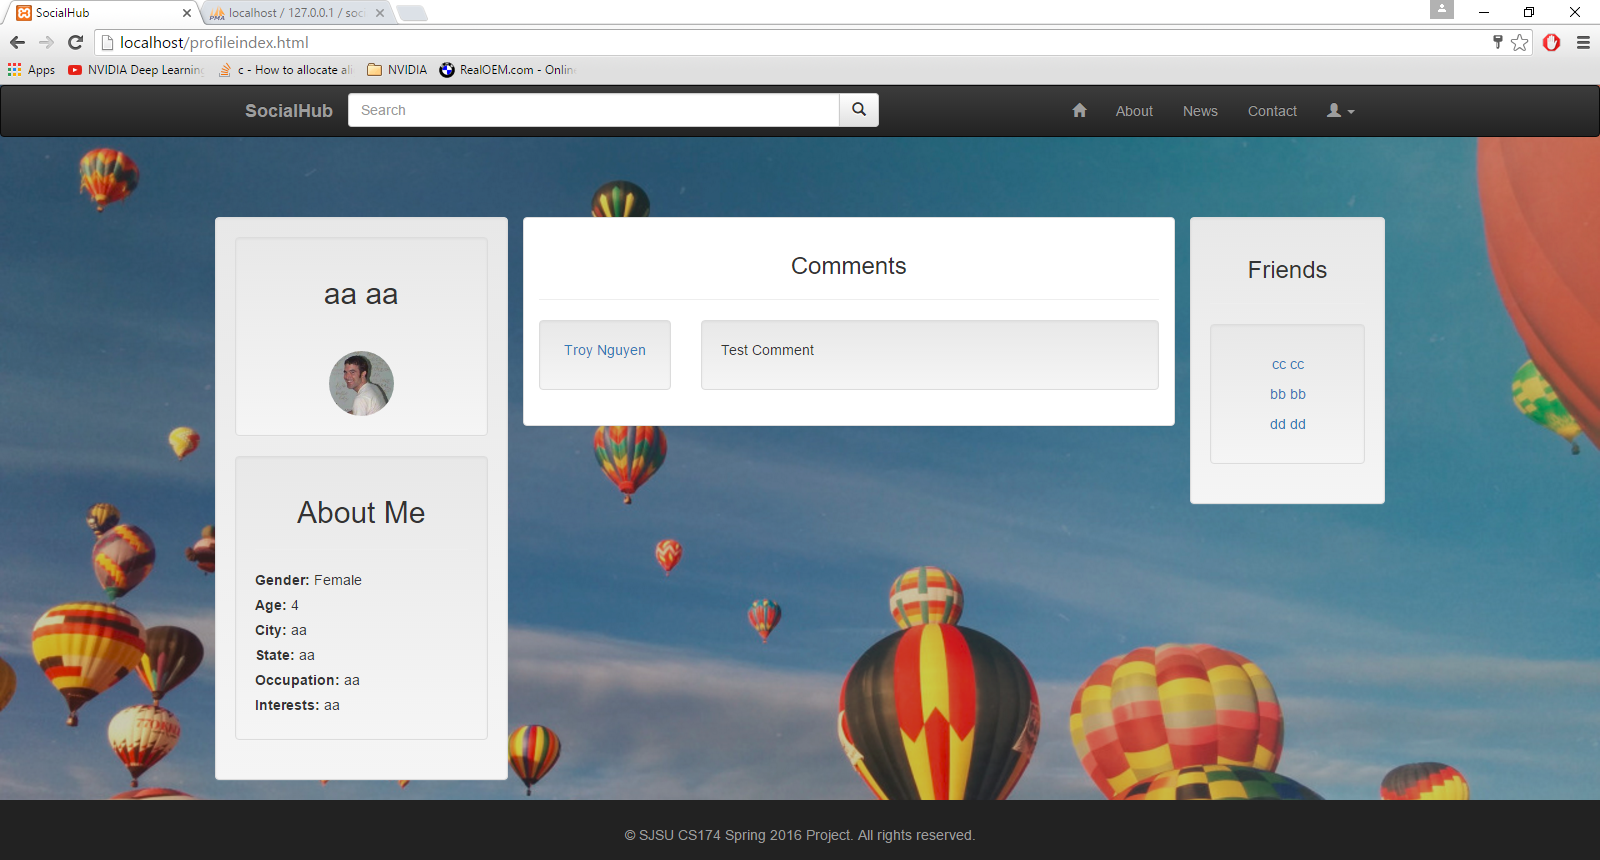 SocialHub
localhost / 127.0.0.1 / soc
localhost/profileindex.html
Apps
NVIDIA Deep Learning
c - How to allocate ali
NVIDIA
RealOEM.com - Onlin
SocialHub
Search
About
News
Contact
aa aa
About Me
Gender: Female
Age: 4
City: aa
State: aa
Occupation: aa
Interests: aa
Comments
Troy Nguyen
Test Comment
Friends
cc cc
bb bb
dd dd
© SJSU CS174 Spring 2016 Project. All rights reserved.